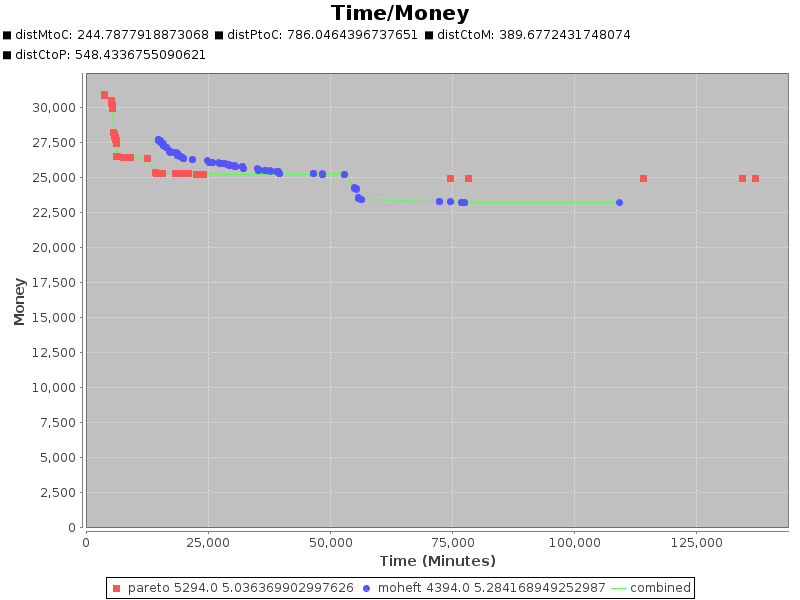 Time/Money
distMtoC: 244.7877918873068 distPtoC: 786.0464396737651 distCtoM: 389.6772431748074
distCtoP: 548.4336755090621
30,000
27,500
25,000
22,500
20,000
17,500
15,000
12,500
10,000
7,500
5,000
2,500
0
Money
0 25,000 50,000 75,000 100,000 125,000
Time (Minutes)
pareto 5294.0 5.036369902997626 moheft 4394.0 5.284168949252987 combined